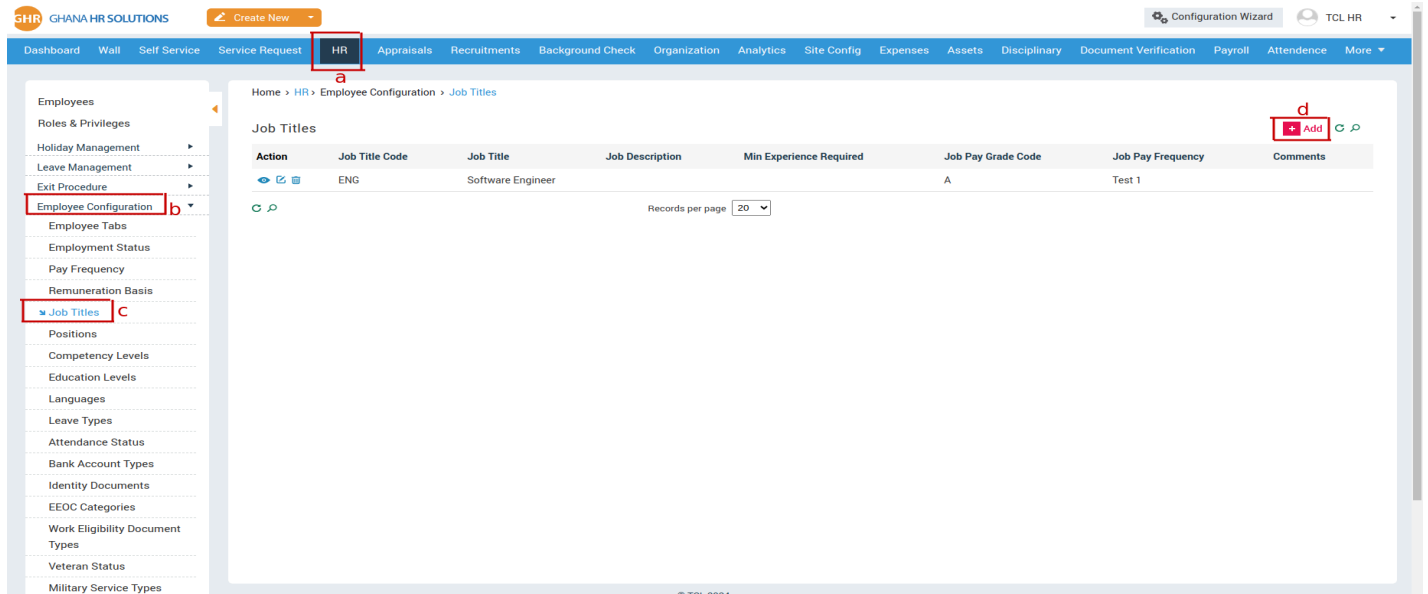 GHR GHANA HR SOLUTIONS Create New Configuration Wizard TCL HR
Dashboard Wall Self Service Service Request HR Appraisals Recruitments Background Check Organization Analytics Site Config Expenses Assets Disciplinary Document Verification Payroll Attendence More
a
Home > HR > Employee Configuration > Job Titles
Employees
Roles & Privileges
Holiday Management
Leave Management
Exit Procedure
Employee Configuration b
Employee Tabs
Employment Status
Pay Frequency
Remuneration Basis
Job Titles c
Positions
Competency Levels
Education Levels
Languages
Leave Types
Attendance Status
Bank Account Types
Identity Documents
EEOC Categories
Work Eligibility Document
Types
Veteran Status
Military Service Types
d
Job Titles + Add
Action Job Title Code Job Title Job Description Min Experience Required Job Pay Grade Code Job Pay Frequency Comments
ENG Software Engineer A Test 1
Records per page 20